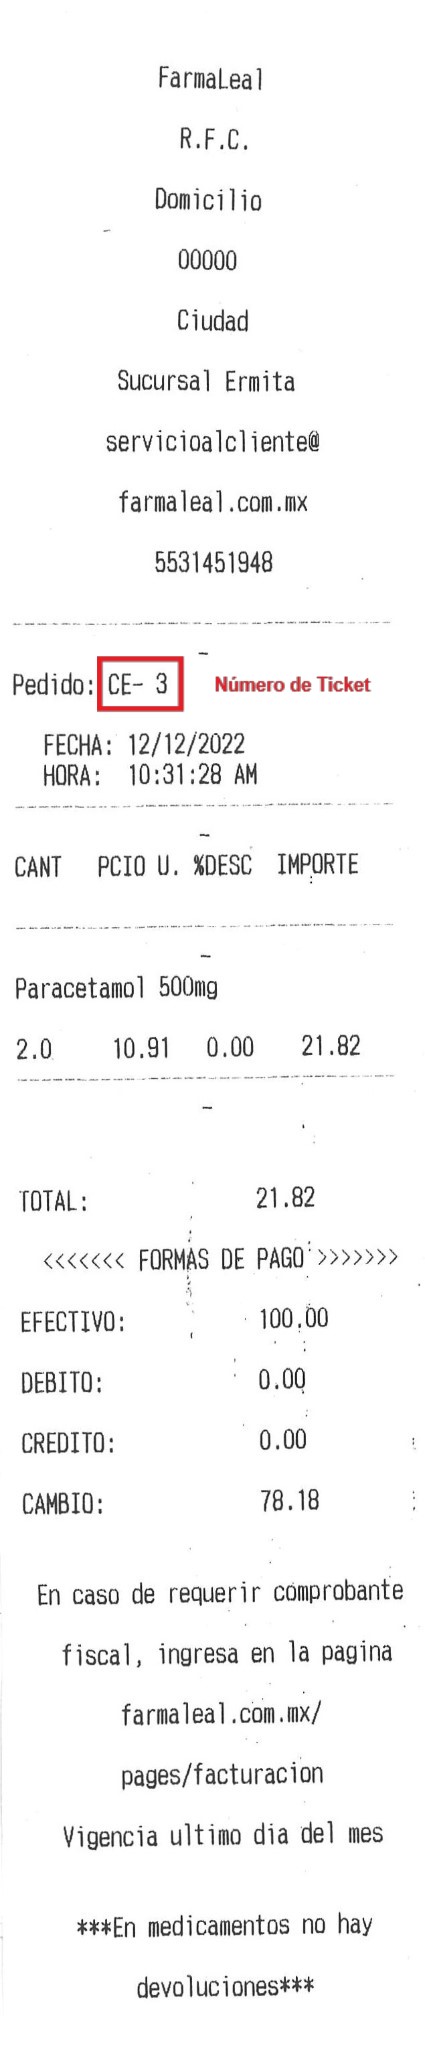 FarmaLeal
R.F.C.
Domicilio
00000
Ciudad
Sucursal Ermita
servicioalcliente@
farmaleal.com.mx
5531451948
Pedido: CE- 3 Número de Ticket
FECHA: 12/12/2022
HORA: 10:31:28 AM
CANT PCIO U. %DESC IMPORTE
Paracetamol 500mg
2.0 10.91 0.00 21.82
TOTAL: 21.82
<<<<<<< FORMAS DE PAGO >>>>>>>
EFECTIVO: 100.00
DEBITO: 0.00
CREDITO: 0.00
CAMBIO: 78.18
En caso de requerir comprobante
fiscal, ingresa en la pagina
farmaleal.com.mx/
pages/facturacion
Vigencia ultimo dia del mes
***En medicamentos no hay
devoluciones***